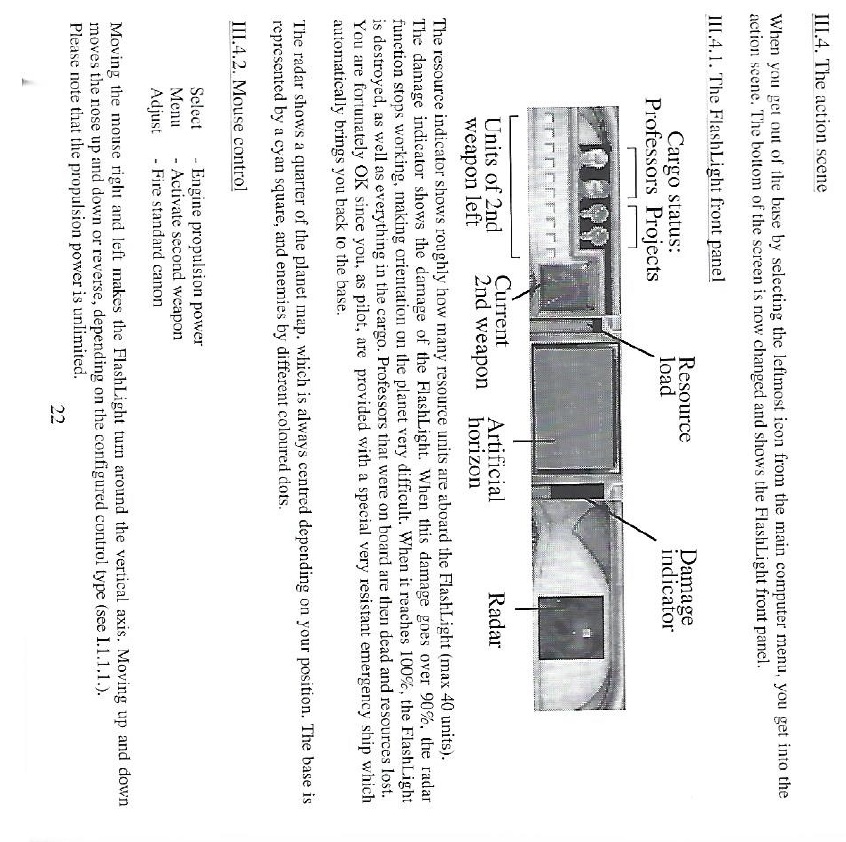 III.4. The action scene
When you get out of the base by selecting the leftmost icon from the main computer menu, you get into the
action scene. The bottom of the screen is now changed and shows the FlashLight front panel.
III.4.1. The FlashLight front panel
Cargo status:
Professors Projects
Resource
load
Damage
indicator
Units of 2nd
weapon left
Current
2nd weapon
Artificial
horizon
Radar
The resource indicator shows roughly how many resource units are aboard the FlashLight (max 40 units).
The damage indicator shows the damage of the FlashLight. When this damage goes over 90%, the radar
function stops working, making orientation on the planet very difficult. When it reaches 100%, the FlashLight
is destroyed, as well as everything in the cargo. Professors that were on board are then dead and resources lost.
You are fortunately OK since you, as pilot, are provided with a special very resistant emergency ship which
automatically brings you back to the base.
The radar shows a quarter of the planet map, which is always centred depending on your position. The base is
represented by a cyan square, and enemies by different coloured dots.
III.4.2. Mouse control
Select - Engine propulsion power
Menu - Activate second weapon
Adjust - Fire standard canon
Moving the mouse right and left makes the FlashLight turn around the vertical axis. Moving up and down
moves the nose up and down or reverse, depending on the configured control type (see I.1.1.1.).
Please note that the propulsion power is unlimited.
22